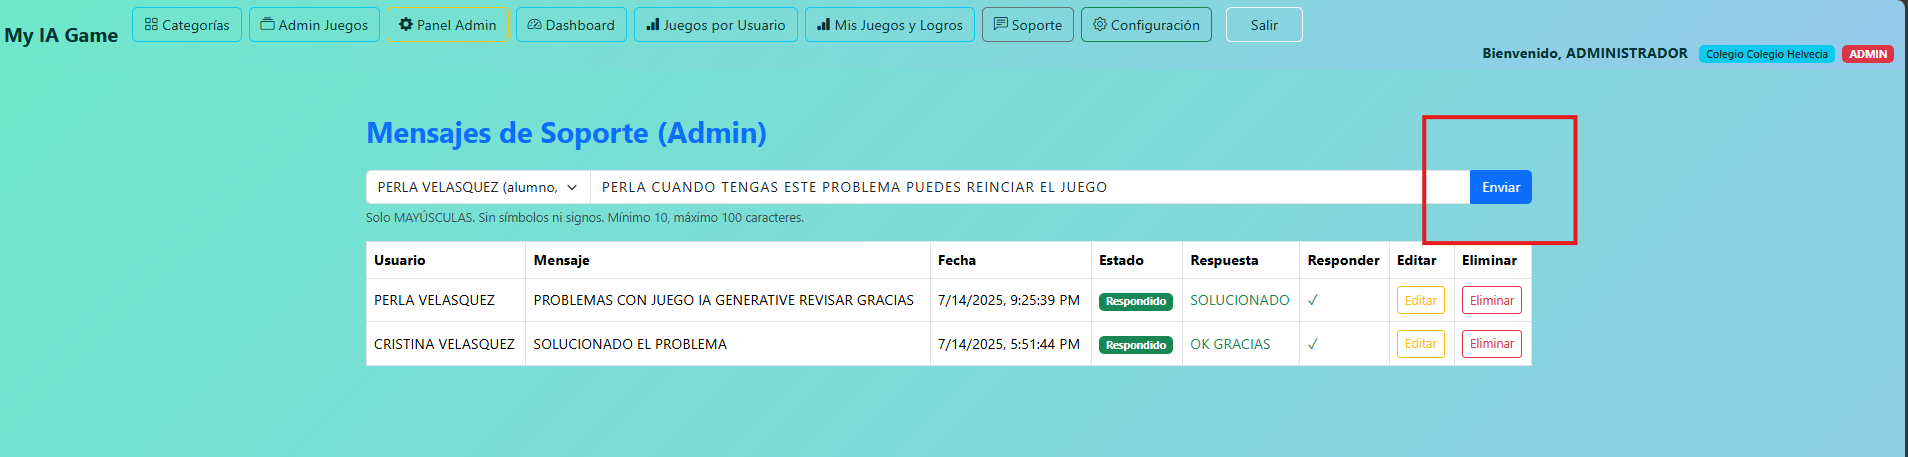 My IA Game
Categorías
Admin Juegos
Panel Admin
Dashboard
Juegos por Usuario
Mis Juegos y Logros
Soporte
Configuración
Salir
Bienvenido, ADMINISTRADOR Colegio Colegio Helvecia ADMIN
Mensajes de Soporte (Admin)
PERLA VELASQUEZ (alumno, PERLA CUANDO TENGAS ESTE PROBLEMA PUEDES REINCIAR EL JUEGO Enviar
Solo MAYÚSCULAS. Sin símbolos ni signos. Mínimo 10, máximo 100 caracteres.
Usuario Mensaje Fecha Estado Respuesta Responder Editar Eliminar
PERLA VELASQUEZ PROBLEMAS CON JUEGO IA GENERATIVE REVISAR GRACIAS 7/14/2025, 9:25:39 PM Respondido SOLUCIONADO ✓ Editar Eliminar
CRISTINA VELASQUEZ SOLUCIONADO EL PROBLEMA 7/14/2025, 5:51:44 PM Respondido OK GRACIAS ✓ Editar Eliminar